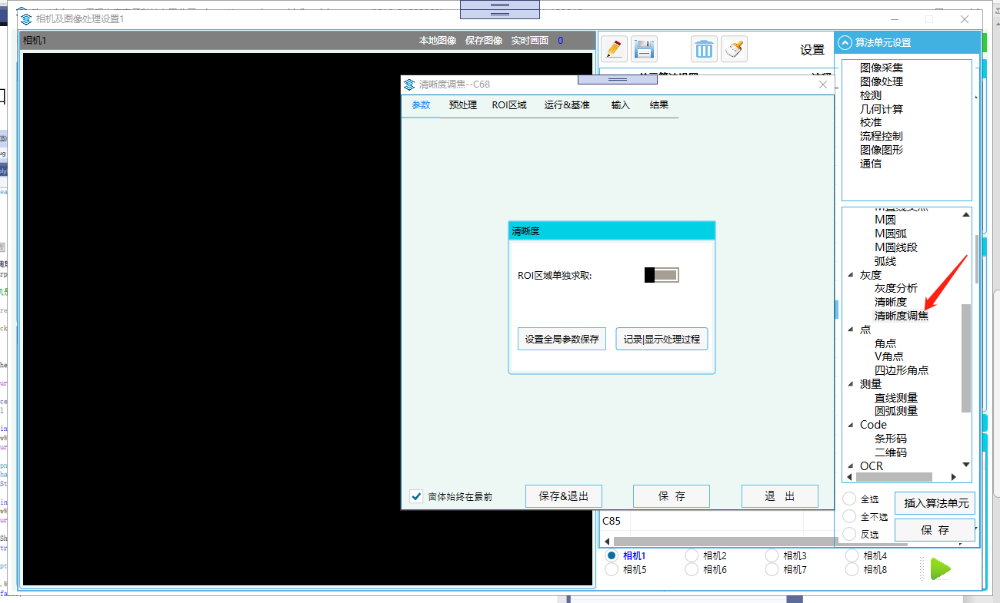 相机及图像处理设置1
相机1
本地图像 保存图像 实时画面 0
设置
算法单元设置
图像采集
图像处理
检测
几何计算
校准
流程控制
图像图形
通信
清晰度调焦--C68
参数 预处理 ROI区域 运行&基准 输入 结果
清晰度
ROI区域单独求取:
设置全局参数保存 记录|显示处理过程
窗体始终在最前 保存&退出 保 存 退 出
M圆
M圆弧
M圆线段
弧线
灰度
灰度分析
清晰度
清晰度调焦
点
角点
V角点
四边形角点
测量
直线测量
圆弧测量
Code
条形码
二维码
OCR
全选
全不选
反选
插入算法单元
保 存
C85
相机1 相机2 相机3 相机4
相机5 相机6 相机7 相机8